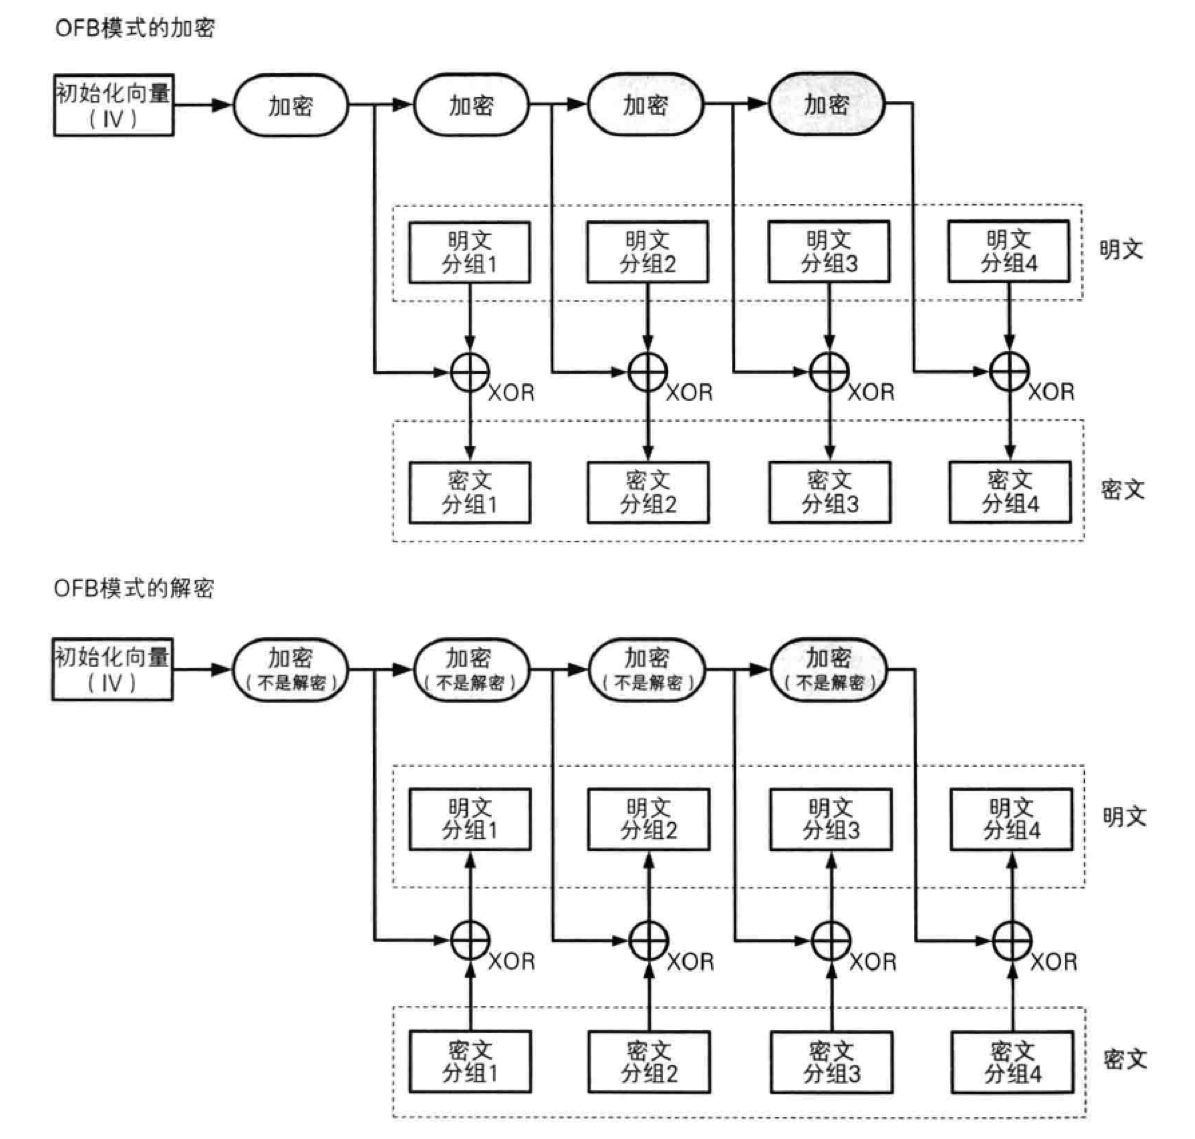 OFB模式的加密
初始化向量
（IV）
加密
加密
加密
加密
明文
分组1
明文
分组2
明文
分组3
明文
分组4
明文
XOR
XOR
XOR
XOR
密文
分组1
密文
分组2
密文
分组3
密文
分组4
密文
OFB模式的解密
初始化向量
（IV）
加密
（不是解密）
加密
（不是解密）
加密
（不是解密）
加密
（不是解密）
明文
分组1
明文
分组2
明文
分组3
明文
分组4
明文
XOR
XOR
XOR
XOR
密文
分组1
密文
分组2
密文
分组3
密文
分组4
密文